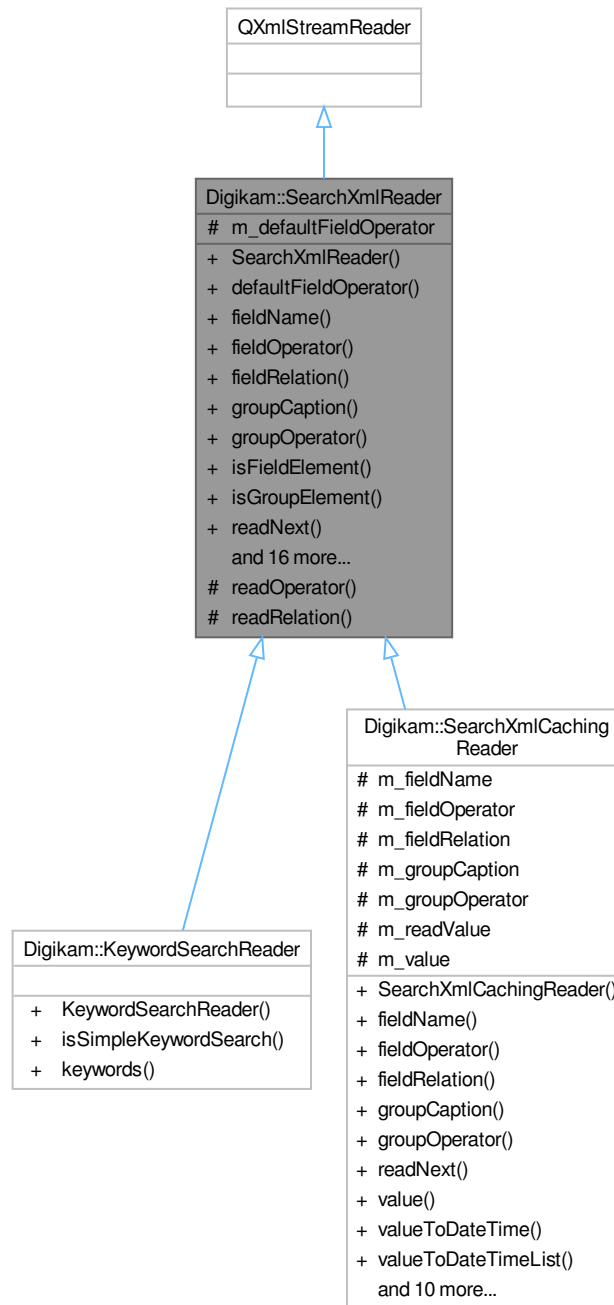 QXmlStreamReader
Digikam::SearchXmlReader
# m_defaultFieldOperator
+ SearchXmlReader()
+ defaultFieldOperator()
+ fieldName()
+ fieldOperator()
+ fieldRelation()
+ groupCaption()
+ groupOperator()
+ isFieldElement()
+ isGroupElement()
+ readNext()
and 16 more...
# readOperator()
# readRelation()
Digikam::KeywordSearchReader
+ KeywordSearchReader()
+ isSimpleKeywordSearch()
+ keywords()
Digikam::SearchXmlCaching
Reader
# m_fieldName
# m_fieldOperator
# m_fieldRelation
# m_groupCaption
# m_groupOperator
# m_readValue
# m_value
+ SearchXmlCachingReader()
+ fieldName()
+ fieldOperator()
+ fieldRelation()
+ groupCaption()
+ groupOperator()
+ readNext()
+ value()
+ valueToDateTime()
+ valueToDateTimeList()
and 10 more...